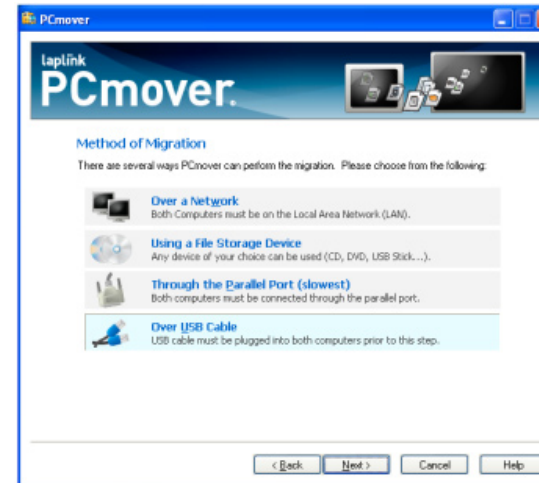 PCmover
laplink
PCmover.
Method of Migration
There are several ways PCmover can perform the migration. Please choose from the following:
Over a Network
Both Computers must be on the Local Area Network (LAN).
Using a File Storage Device
Any device of your choice can be used (CD, DVD, USB Stick...).
Through the Parallel Port (slowest)
Both computers must be connected through the parallel port.
Over USB Cable
USB cable must be plugged into both computers prior to this step.
< Back Next > Cancel Help